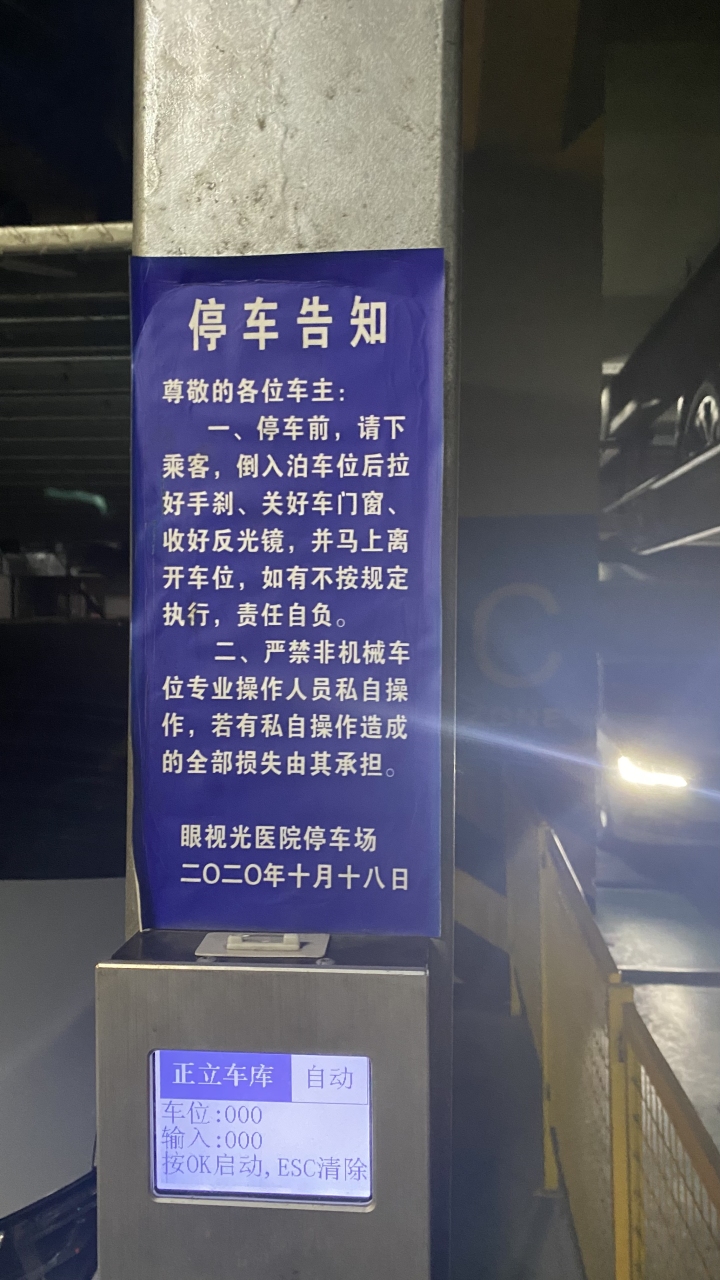 停车告知
尊敬的各位车主：
一、停车前，请下
乘客，倒入泊车位后拉
好手刹、关好车门窗、
收好反光镜，并马上离
开车位，如有不按规定
执行，责任自负。
二、严禁非机械车
位专业操作人员私自操
作，若有私自操作造成
的全部损失由其承担。
眼视光医院停车场
二〇二〇年十月十八日
C
正立车库 自动
车位:000
输入:000
按OK启动,ESC清除